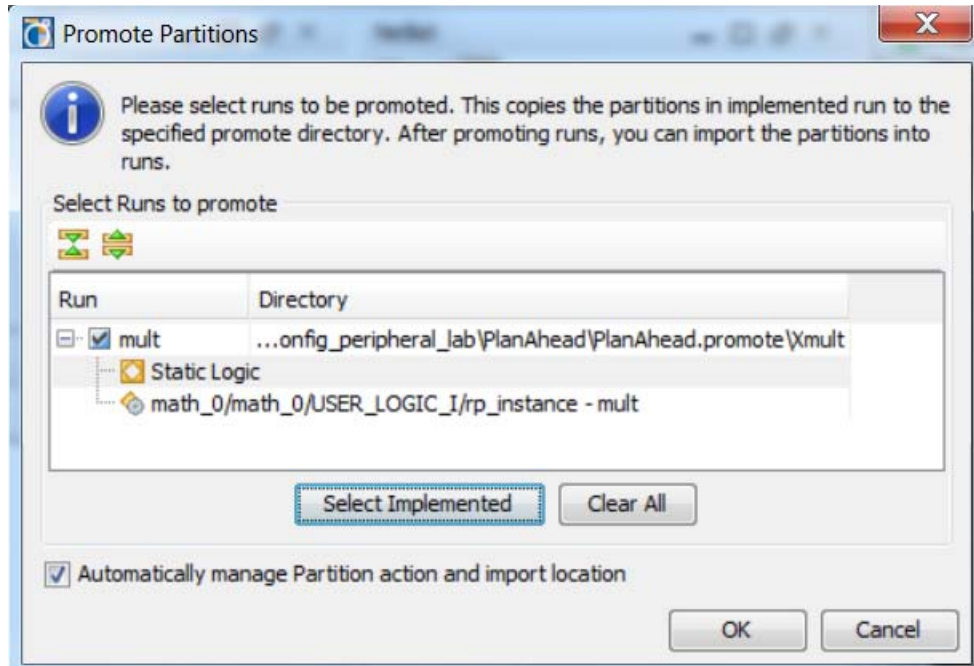 Promote Partitions
Please select runs to be promoted. This copies the partitions in implemented run to the
specified promote directory. After promoting runs, you can import the partitions into
runs.
Select Runs to promote
Run Directory
mult ...onfig_peripheral_lab\PlanAhead\PlanAhead.promote\Xmult
Static Logic
math_0/math_0/USER_LOGIC_I/rp_instance - mult
Select Implemented Clear All
Automatically manage Partition action and import location
OK Cancel